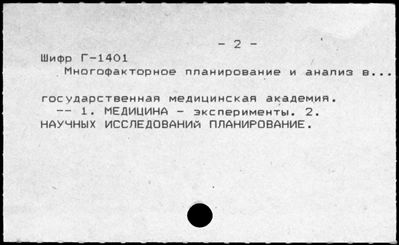 - 2 -
Шифр Г-1401
Многофакторное планирование и анализ в...
государственная медицинская академия.
-- 1. МЕДИЦИНА - эксперименты. 2.
НАУЧНЫХ ИССЛЕДОВАНИЙ ПЛАНИРОВАНИЕ.